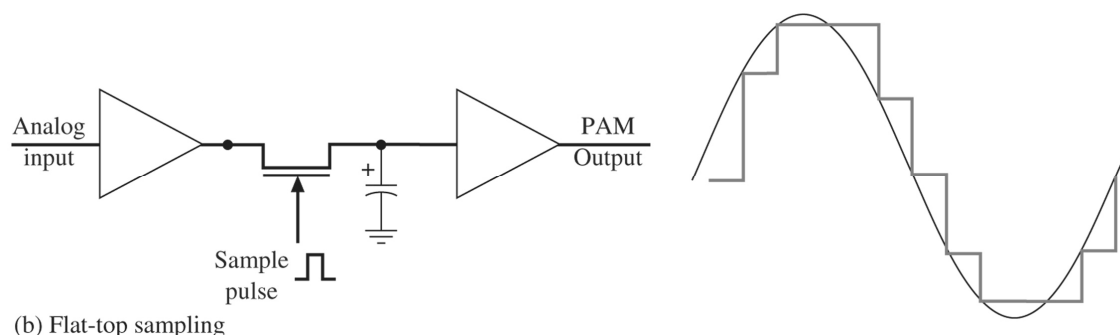 Analog
input
PAM
Output
+
Sample
pulse
(b) Flat-top sampling